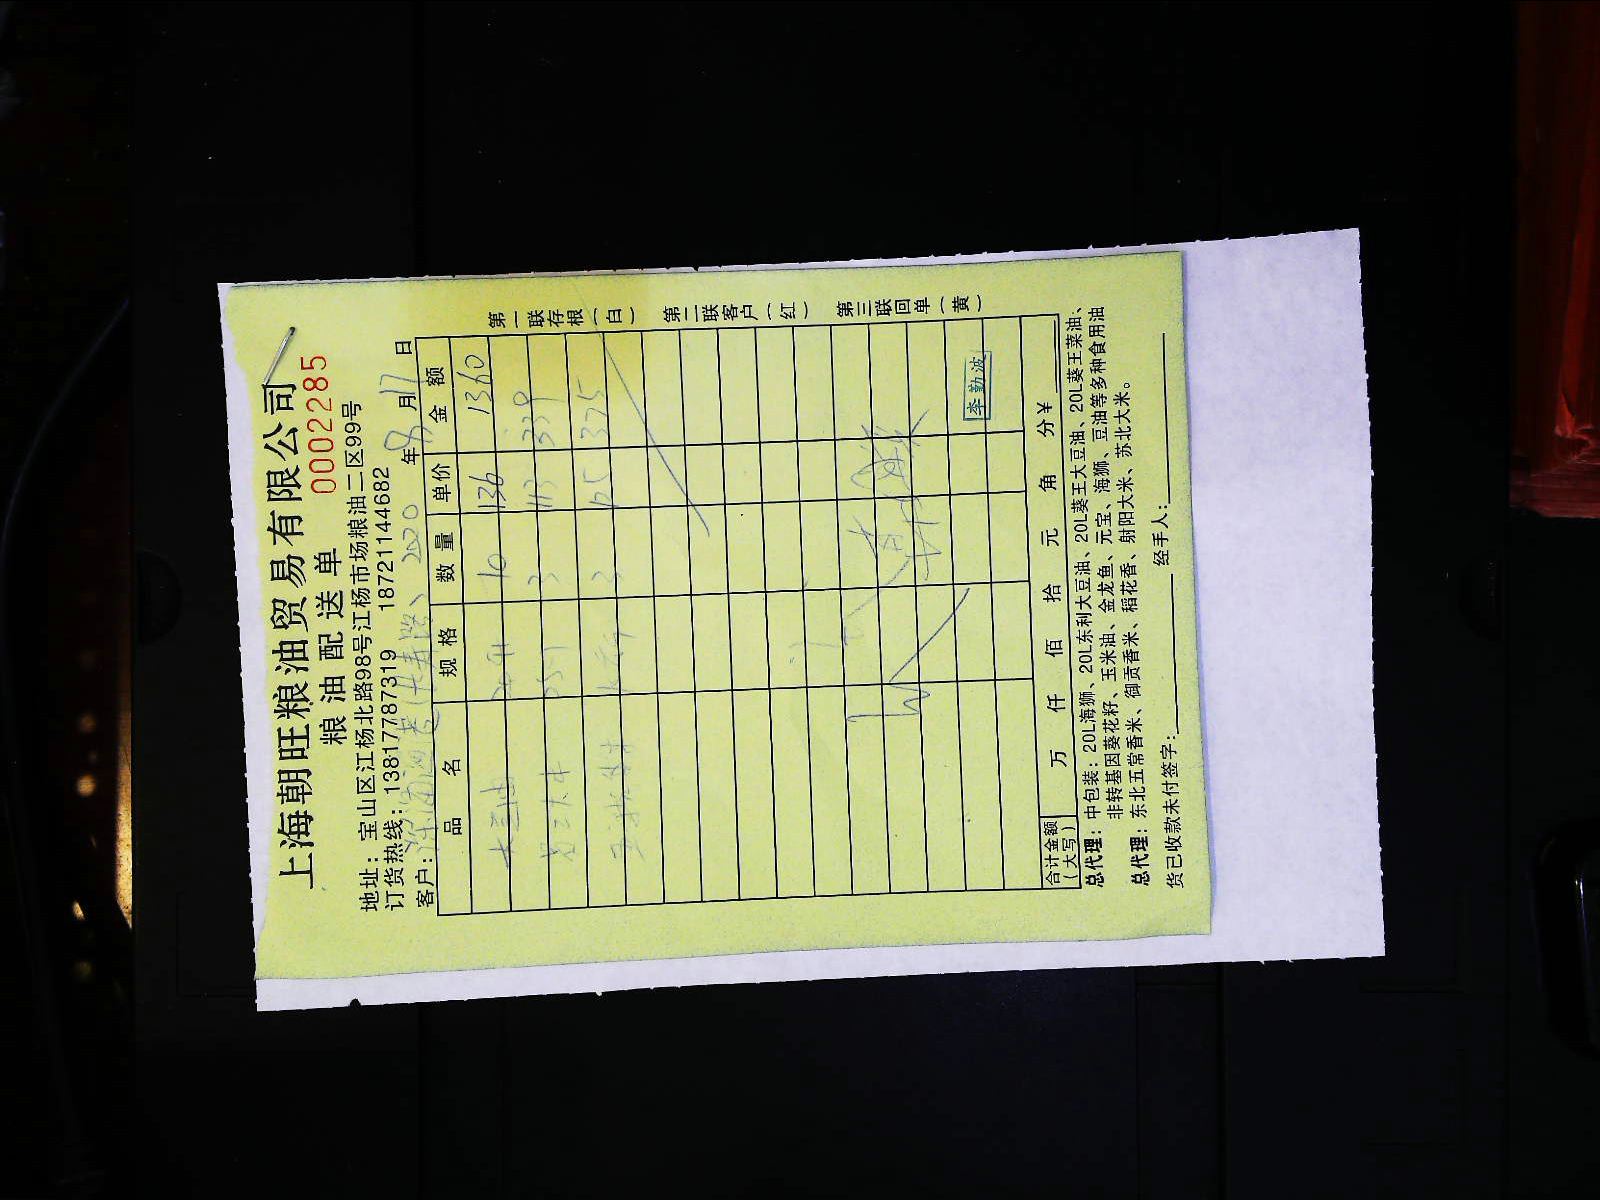 上海朝旺粮油贸易有限公司
粮油配送单 0002285
地址：宝山区江杨北路98号江杨市场粮油二区99号
订货热线：13817787319 18721144682
客户： 2020 年 8 月 17 日
品名 规格 数量 单价 金额
大豆油 10 136 1360
3 113 339
3 125 375
第一联存根（白） 第二联客户（红） 第三联回单（黄）
李勤波
合计金额（大写） 万 仟 佰 拾 元 角 分 ¥
总代理：中包装：20L海狮、20L东利大豆油、20L葵王大豆油、20L葵王菜油、
非转基因葵花籽、玉米油、金龙鱼、元宝、海狮、豆油等多种食用油
总代理：东北五常香米、御贡香米、稻花香、射阳大米、苏北大米。
货已收款未付签字： 经手人：